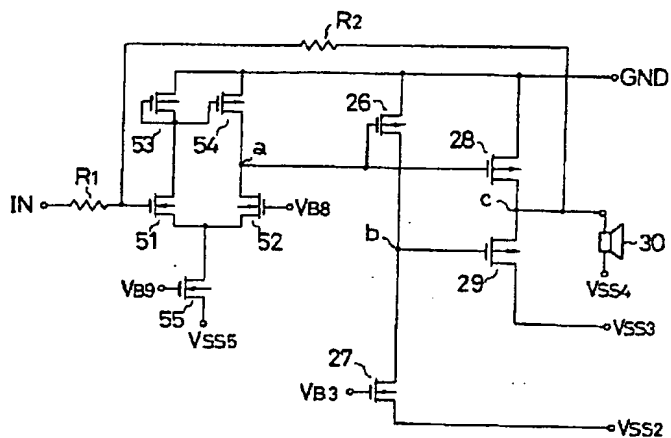 R2
GND
26
53
54
28
a
R1
IN
c
51
52
VB8
b
30
29
VSS4
VB9
55
VSS5
VSS3
27
VB3
VSS2